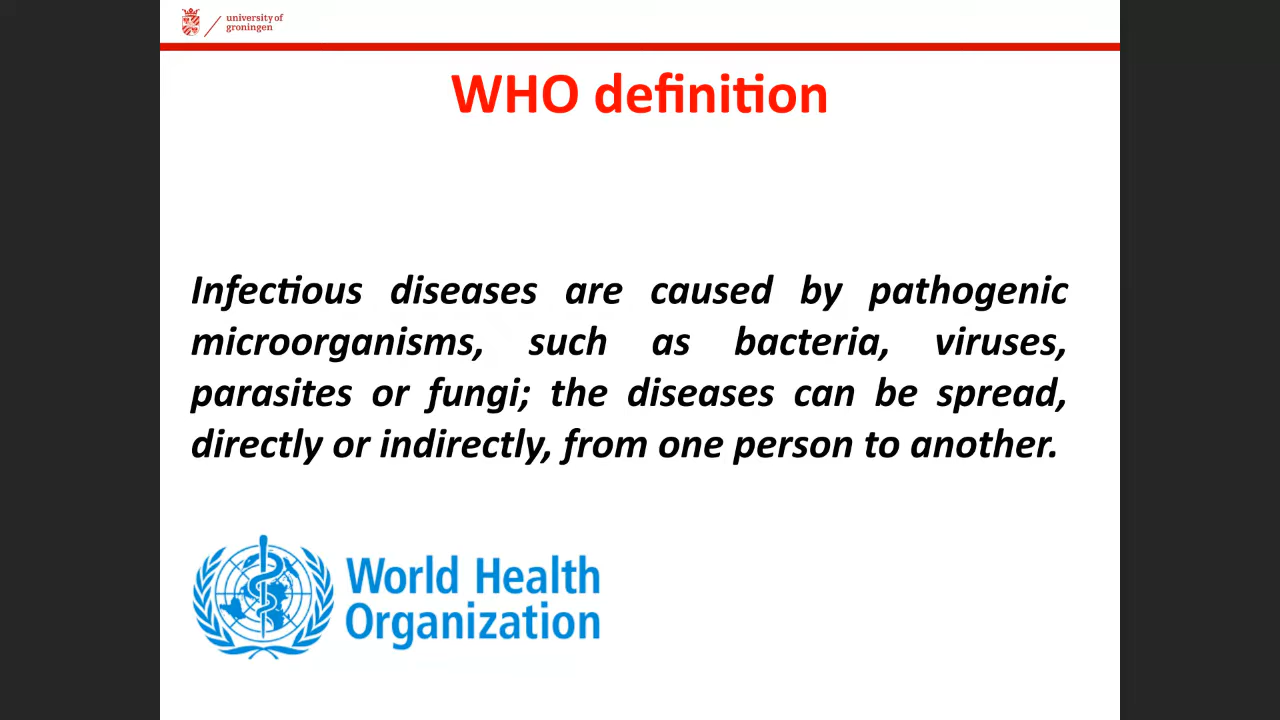 university of
groningen
WHO definition
Infectious diseases are caused by pathogenic
microorganisms, such as bacteria, viruses,
parasites or fungi; the diseases can be spread,
directly or indirectly, from one person to another.
World Health
Organization